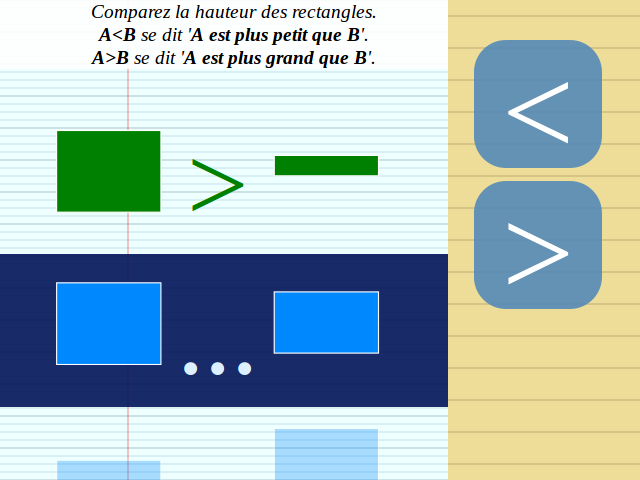 Comparez la hauteur des rectangles.
A<B se dit 'A est plus petit que B'.
A>B se dit 'A est plus grand que B'.
<
>
>
...